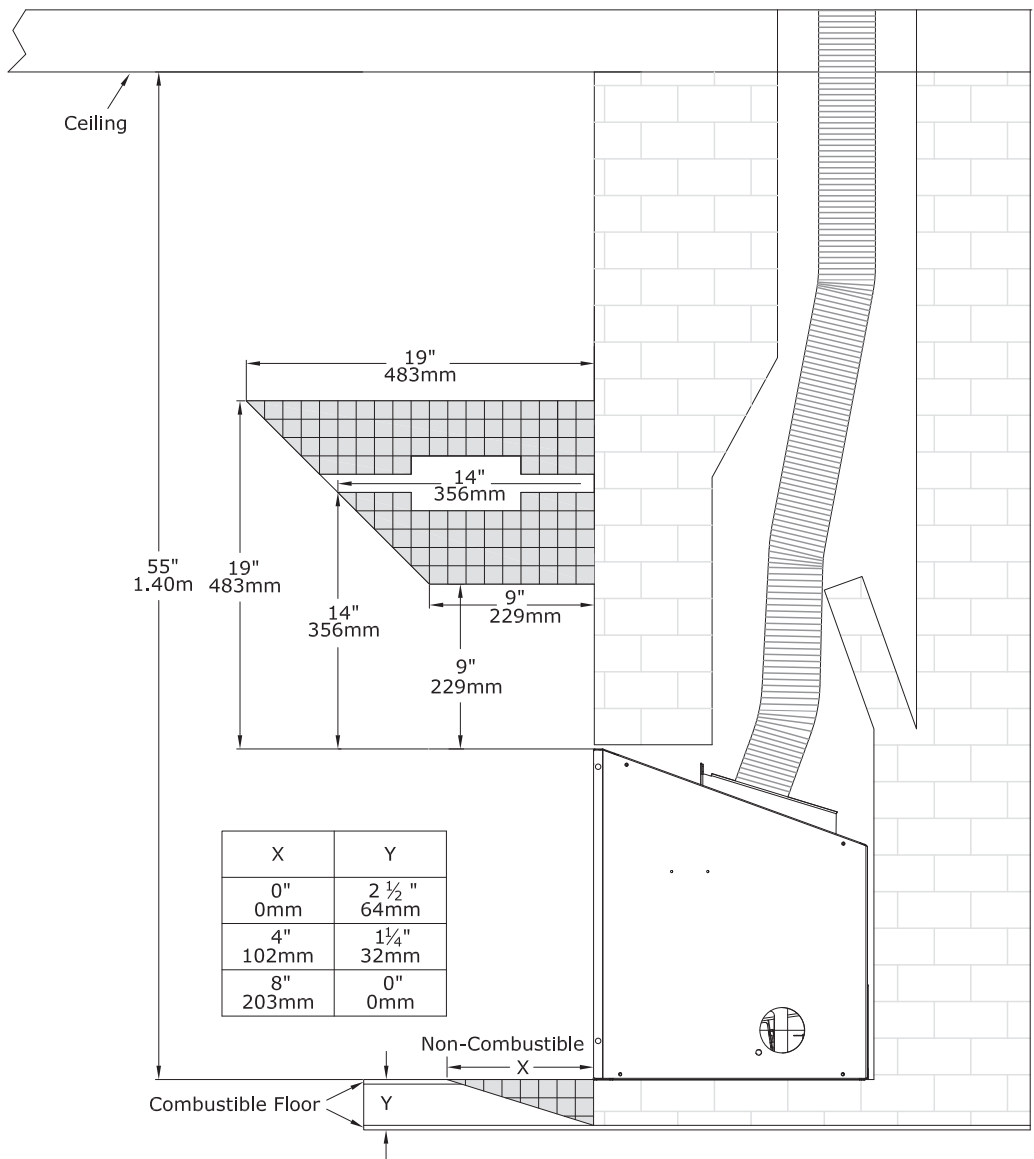 Ceiling
19"
483mm
14"
356mm
55"
1.40m
19"
483mm
14"
356mm
9"
229mm
9"
229mm
X Y
0" 2 ½ "
0mm 64mm
4" 1¼"
102mm 32mm
8" 0"
203mm 0mm
Non-Combustible
X
Combustible Floor
Y